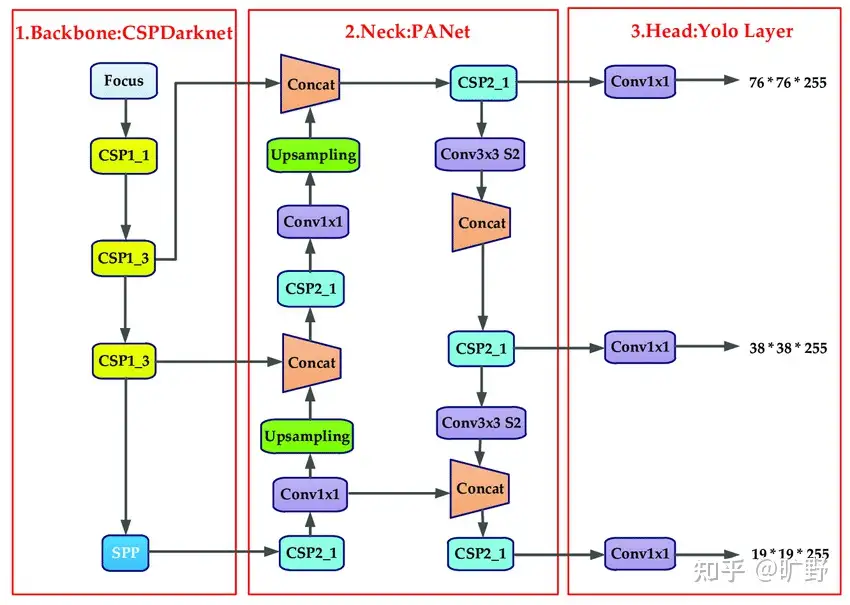 1.Backbone:CSPDarknet
2.Neck:PANet
3.Head:Yolo Layer
Focus
CSP1_1
CSP1_3
CSP1_3
SPP
Concat
Upsampling
Conv1x1
CSP2_1
Concat
Upsampling
Conv1x1
CSP2_1
CSP2_1
Conv3x3 S2
Concat
CSP2_1
Conv3x3 S2
Concat
CSP2_1
Conv1x1
76*76*255
Conv1x1
38*38*255
Conv1x1
19*19*255
知乎 @旷野